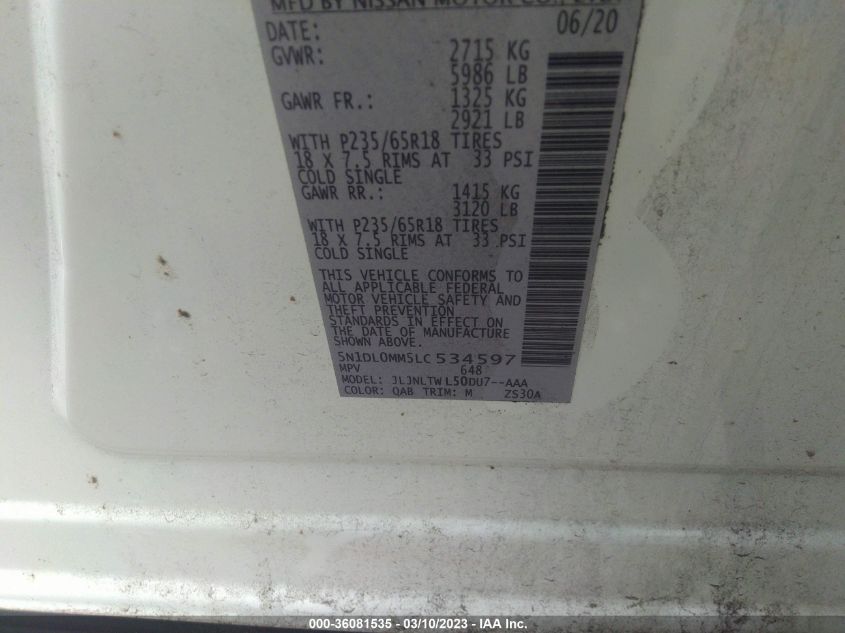 MFD BY NISSAN MOTOR CO., LTD.
DATE: 06/20
GVWR: 2715 KG
5986 LB
GAWR FR.: 1325 KG
2921 LB
WITH P235/65R18 TIRES
18 X 7.5 RIMS AT 33 PSI
COLD SINGLE
GAWR RR.: 1415 KG
3120 LB
WITH P235/65R18 TIRES
18 X 7.5 RIMS AT 33 PSI
COLD SINGLE
THIS VEHICLE CONFORMS TO
ALL APPLICABLE FEDERAL
MOTOR VEHICLE SAFETY AND
THEFT PREVENTION
STANDARDS IN EFFECT ON
THE DATE OF MANUFACTURE
SHOWN ABOVE.
5N1DL0MM5LC534597
MPV 648
MODEL: JLJNLTWL50DU7--AAA
COLOR: QAB TRIM: M ZS30A
000-36081535 - 03/10/2023 - IAA Inc.